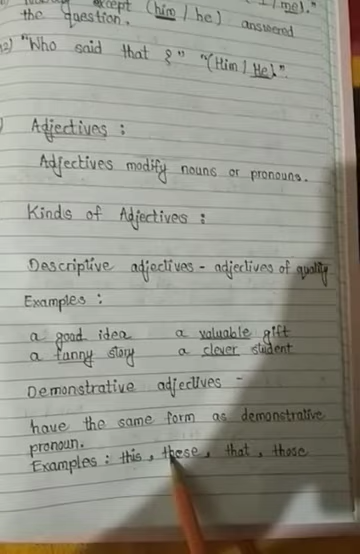 except (him / he) answered
the question.
12) "Who said that ?" "(Him / He)".
Adjectives :
Adjectives modify nouns or pronouns.
Kinds of Adjectives :
Descriptive adjectives - adjectives of quality
Examples :
a good idea a valuable gift
a funny story a clever student
Demonstrative adjectives -
have the same form as demonstrative
pronoun.
Examples : this, these, that, those